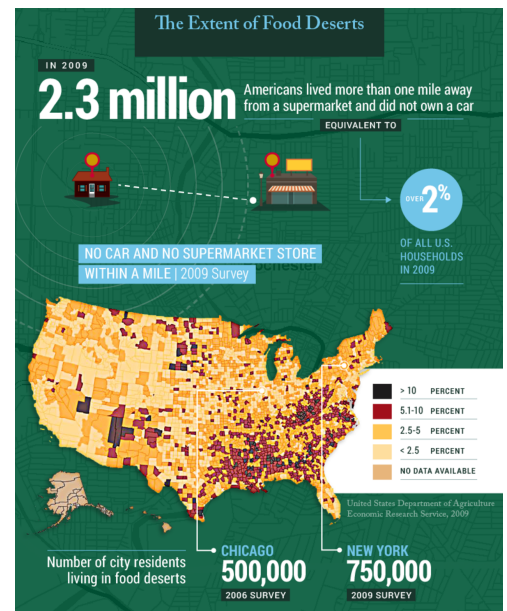 The Extent of Food Deserts
IN 2009
2.3 million
Americans lived more than one mile away
from a supermarket and did not own a car
EQUIVALENT TO
OVER 2%
OF ALL U.S.
HOUSEHOLDS
IN 2009
NO CAR AND NO SUPERMARKET STORE
WITHIN A MILE | 2009 Survey
> 10 PERCENT
5.1-10 PERCENT
2.5-5 PERCENT
< 2.5 PERCENT
NO DATA AVAILABLE
United States Department of Agriculture
Economic Research Service, 2009
Number of city residents
living in food deserts
CHICAGO
500,000
2006 SURVEY
NEW YORK
750,000
2009 SURVEY